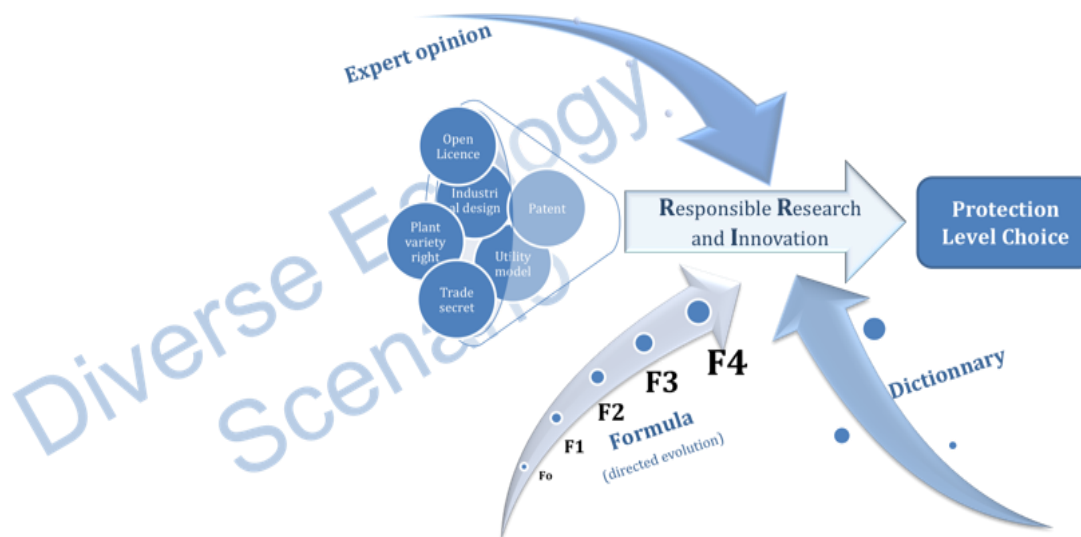 Expert opinion
Diverse Ecology
Scenario
Open
Licence
Industri
al design
Patent
Plant
variety
right
Utility
model
Trade
secret
Responsible Research
and Innovation
Protection
Level Choice
F4
F3
F2
F1
Fo
Formula
(directed evolution)
Dictionnary